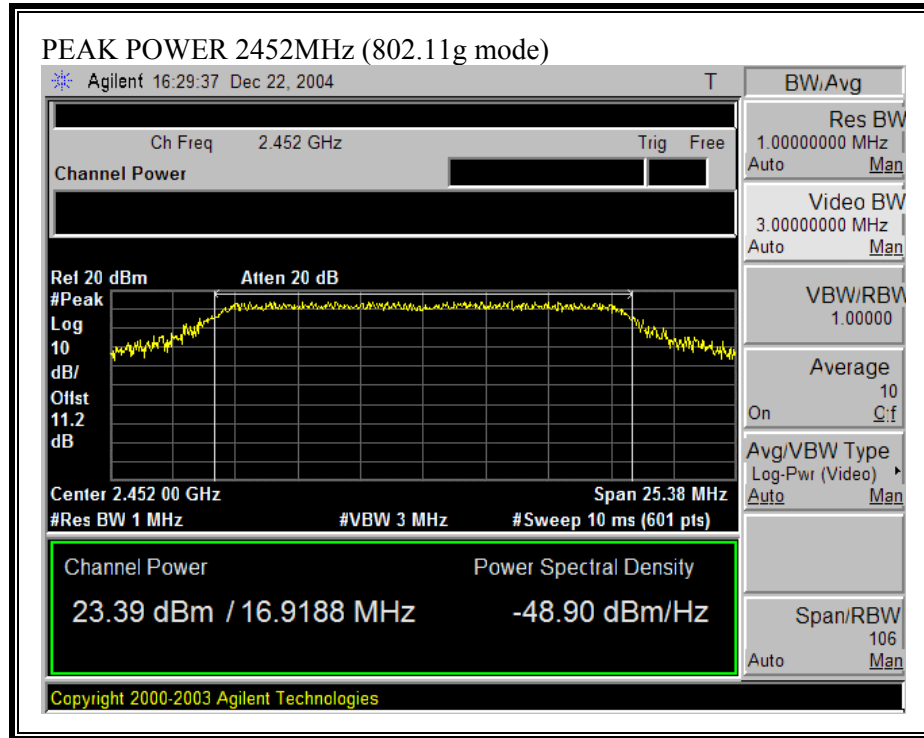 PEAK POWER 2452MHz (802.11g mode)
Agilent 16:29:37 Dec 22, 2004 T
BW/Avg
Ch Freq 2.452 GHz Trig Free
Channel Power
Res BW
1.00000000 MHz
Auto Man
Video BW
3.00000000 MHz
Auto Man
VBW/RBW
1.00000
Average
10
On Off
Avg/VBW Type
Log-Pwr (Video)
Auto Man
Span/RBW
106
Auto Man
Ref 20 dBm Atten 20 dB
#Peak
Log
10
dB/
Offst
11.2
dB
Center 2.452 00 GHz Span 25.38 MHz
#Res BW 1 MHz #VBW 3 MHz #Sweep 10 ms (601 pts)
Channel Power Power Spectral Density
23.39 dBm / 16.9188 MHz -48.90 dBm/Hz
Copyright 2000-2003 Agilent Technologies